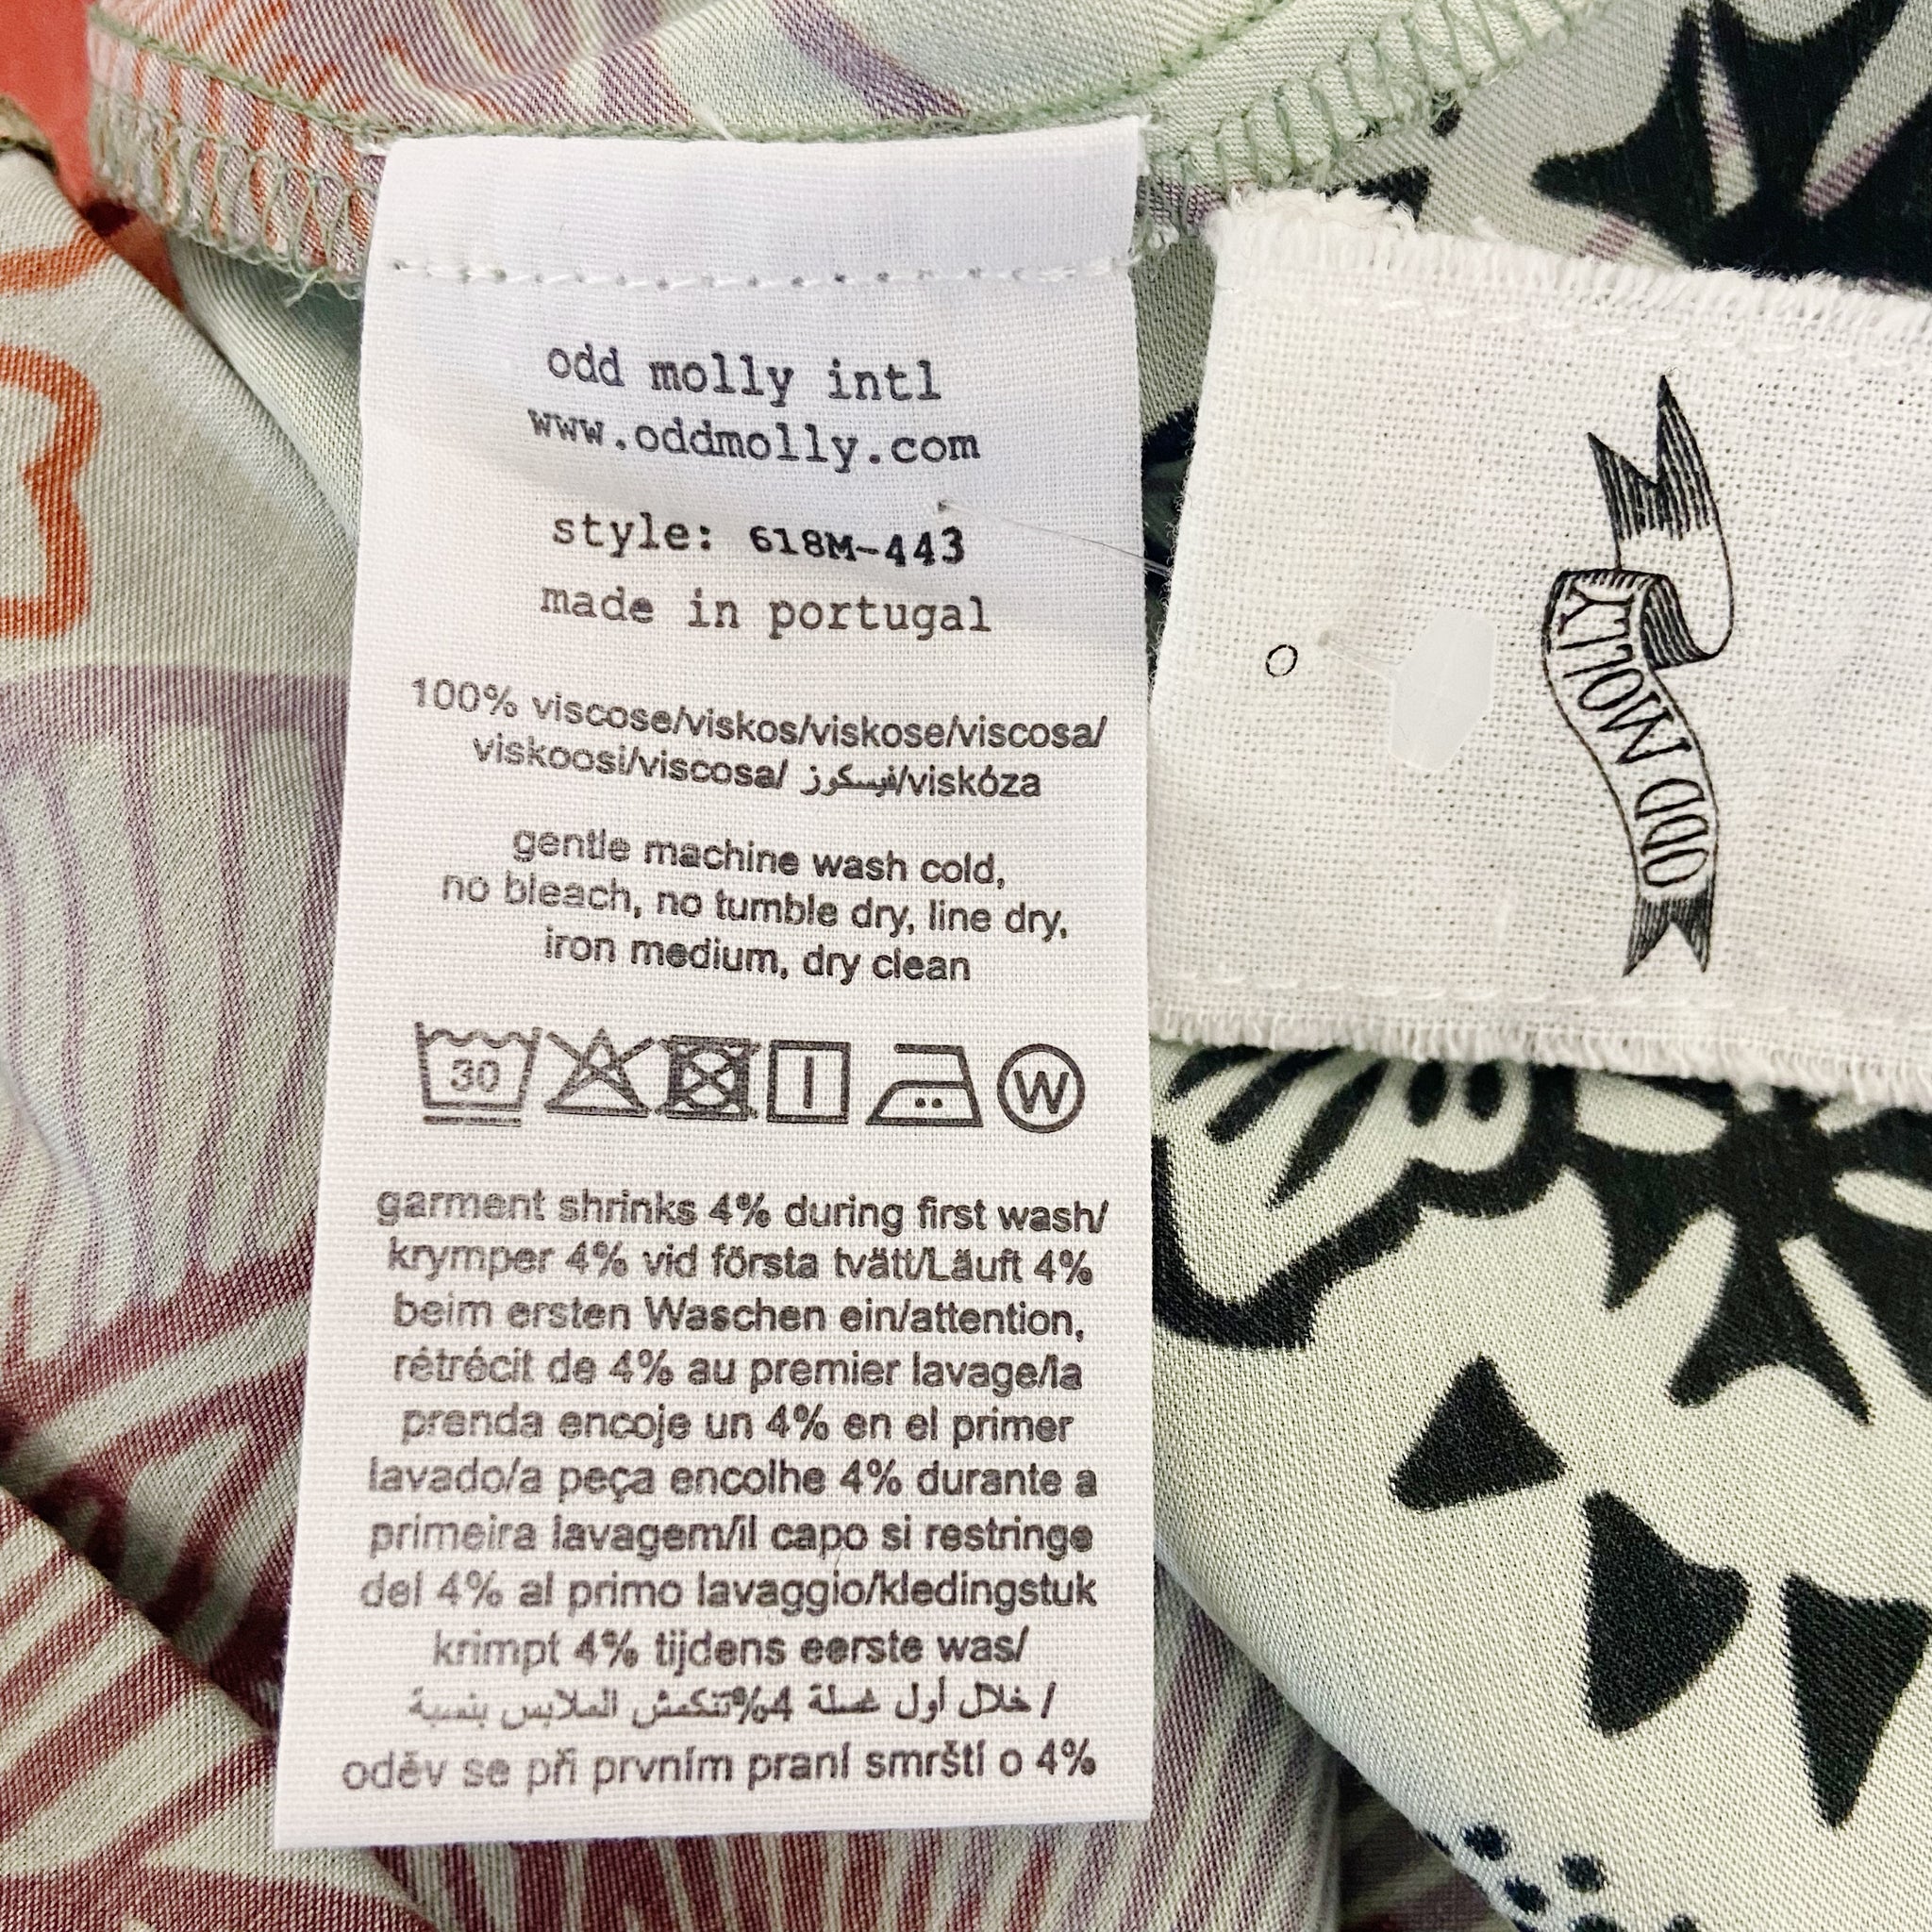 odd molly intl
www.oddmolly.com
style: 618M-443
made in portugal
100% viscose/viskos/viskose/viscosa/
viskoosi/viscosa/ فيسكوز/viskóza
gentle machine wash cold,
no bleach, no tumble dry, line dry,
iron medium, dry clean
30
W
garment shrinks 4% during first wash/
krymper 4% vid första tvätt/Läuft 4%
beim ersten Waschen ein/attention,
rétrécit de 4% au premier lavage/la
prenda encoje un 4% en el primer
lavado/a peça encolhe 4% durante a
primeira lavagem/il capo si restringe
del 4% al primo lavaggio/kledingstuk
krimpt 4% tijdens eerste was/
/ خلال أول غسلة 4%تنكمش الملابس بنسبة
oděv se při prvním praní smrští o 4%
0
ODD MOLLY